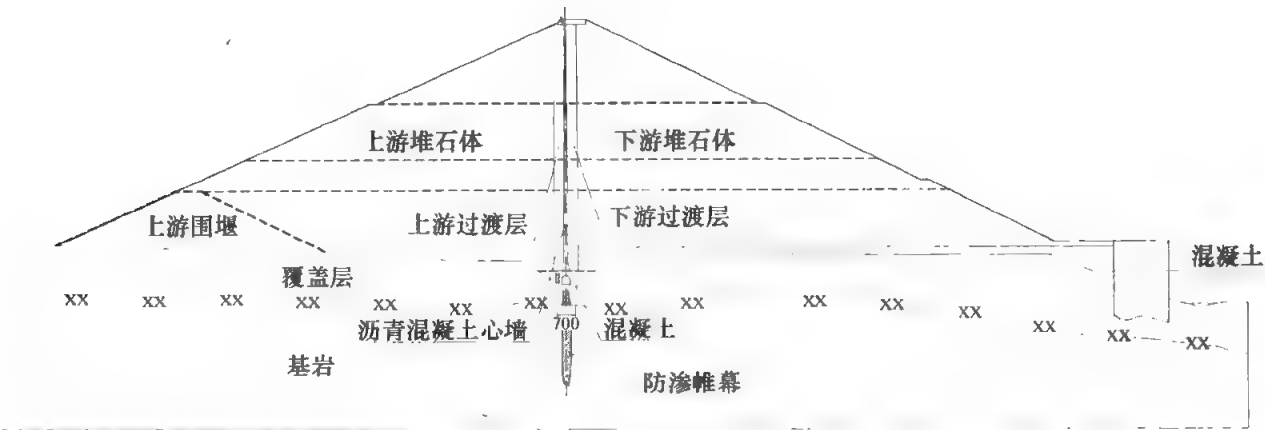 上游堆石体 下游堆石体
上游围堰 上游过渡层 下游过渡层
混凝土
覆盖层
xx xx xx xx xx xx xx xx xx xx xx xx xx xx xx
沥青混凝土心墙 700 混凝土
基岩
防渗帷幕